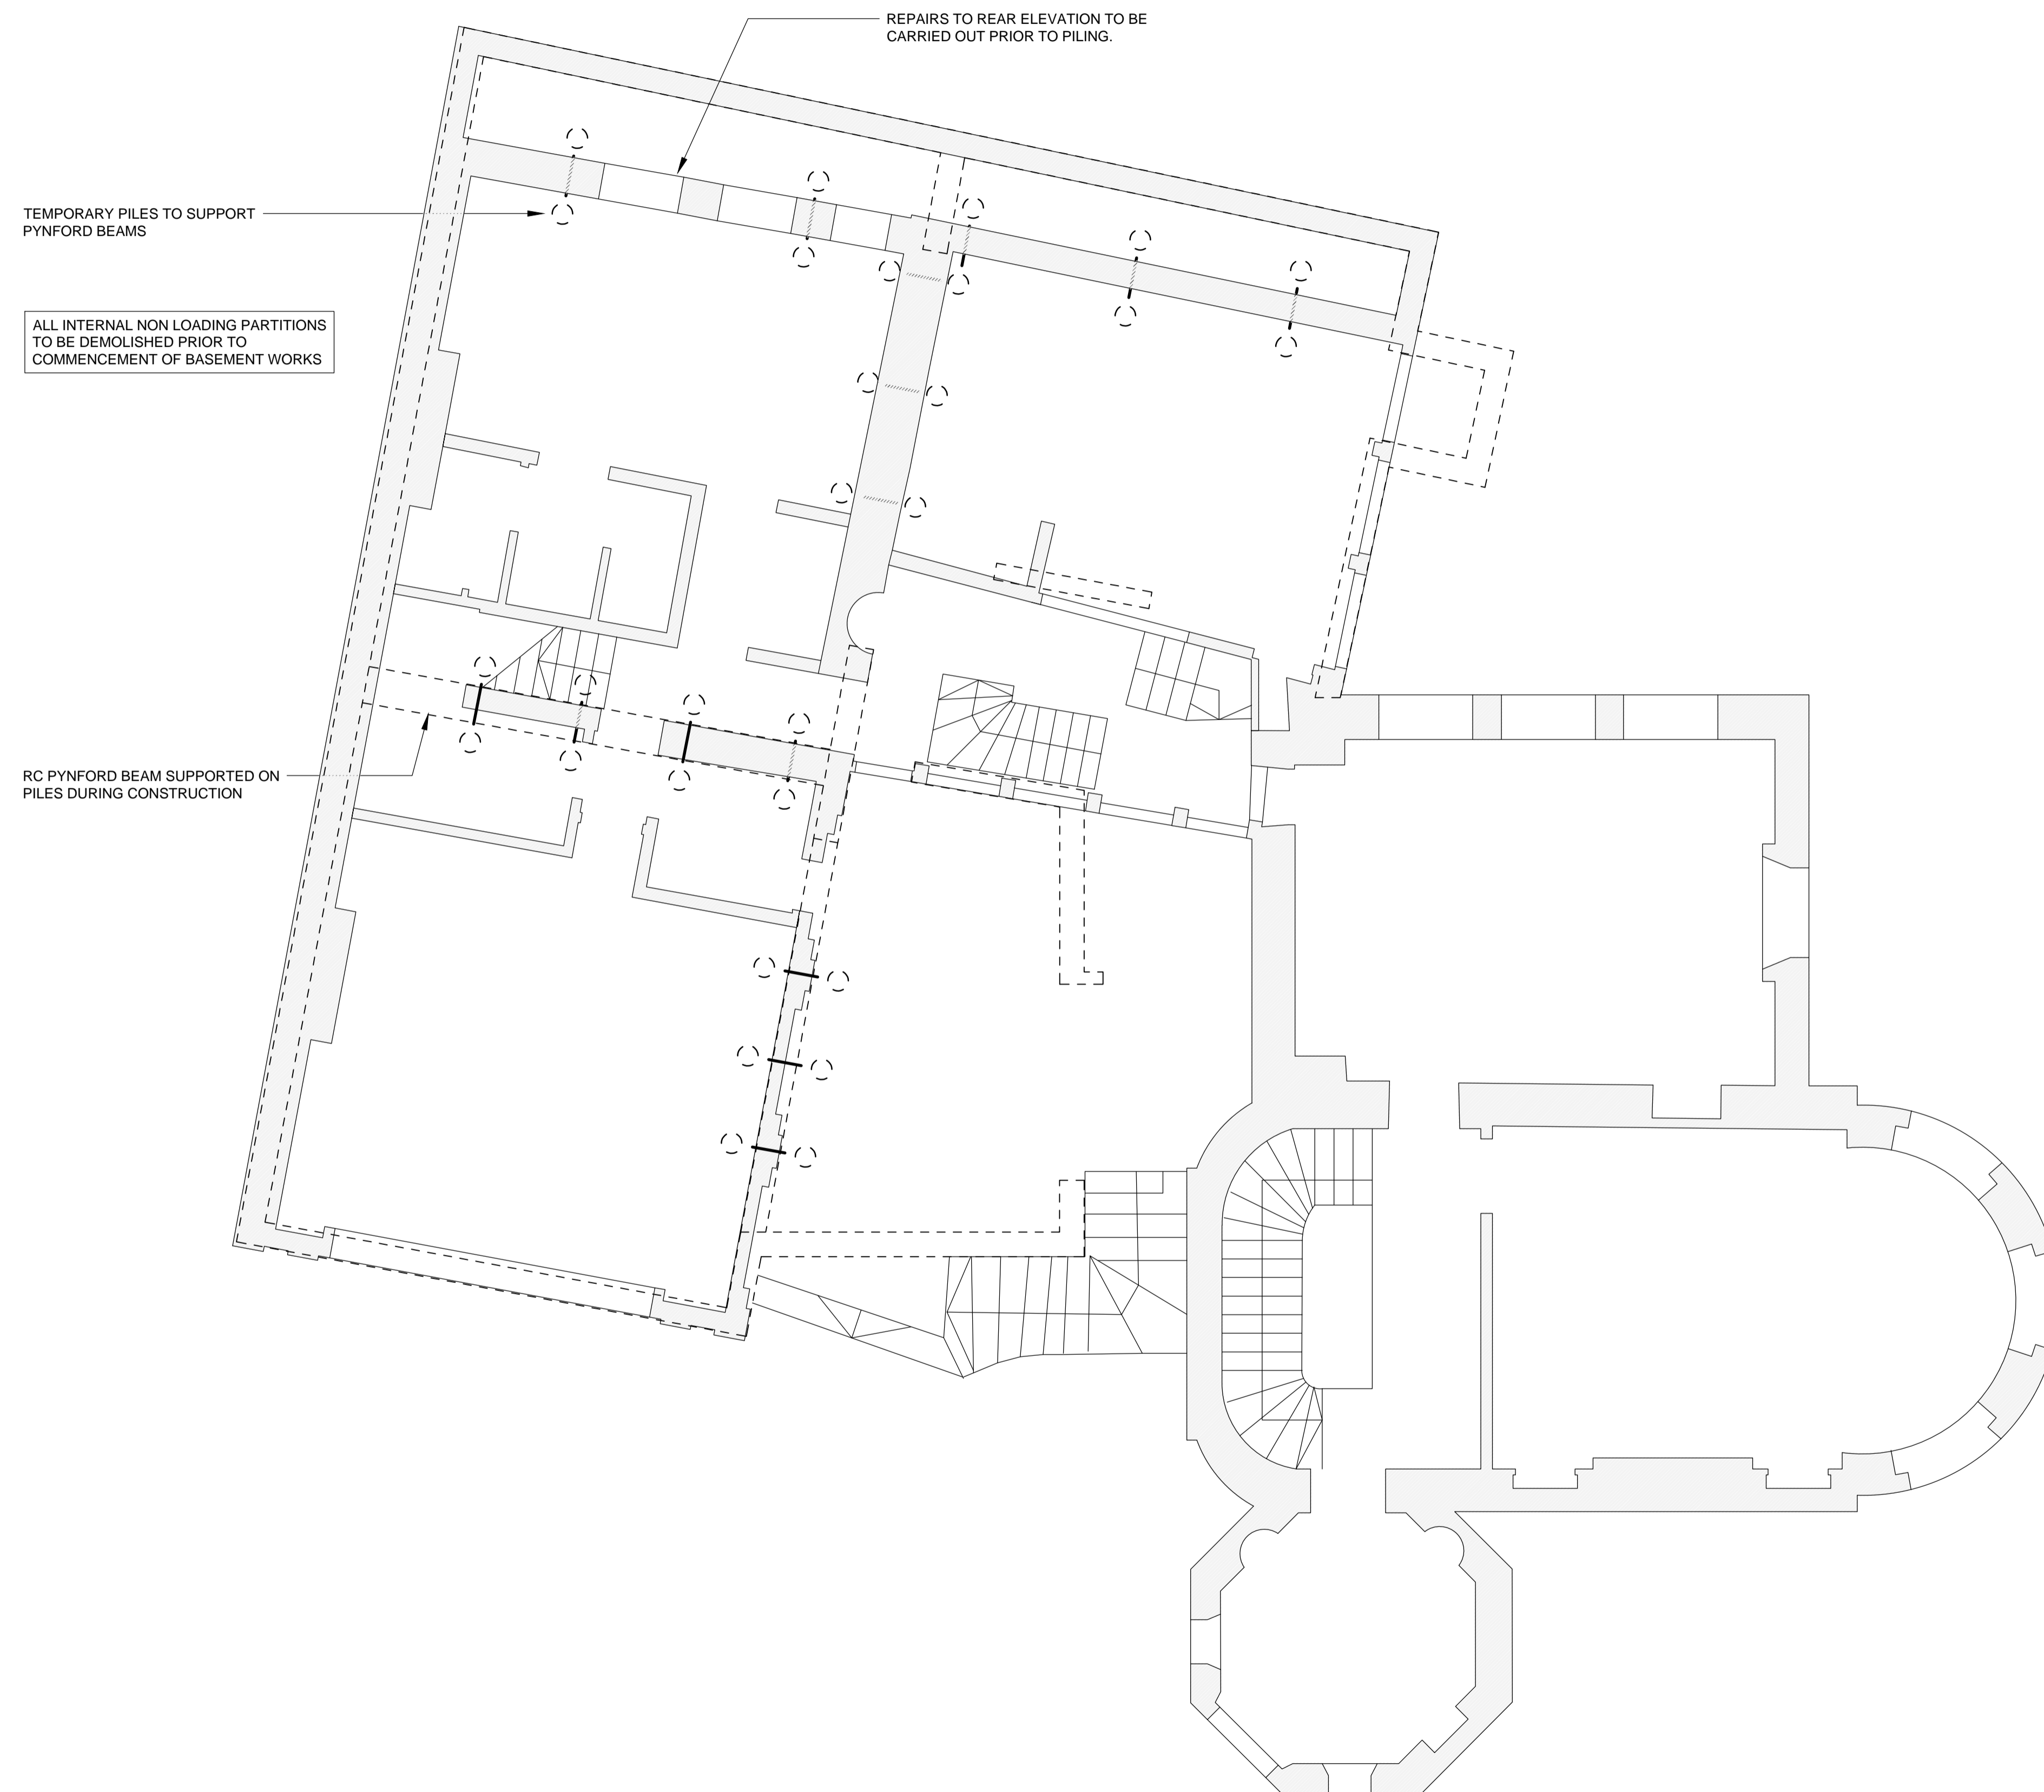 REPAIRS TO REAR ELEVATION TO BE
CARRIED OUT PRIOR TO PILING.
TEMPORARY PILES TO SUPPORT
PYNFORD BEAMS
ALL INTERNAL NON LOADING PARTITIONS
TO BE DEMOLISHED PRIOR TO
COMMENCEMENT OF BASEMENT WORKS
RC PYNFORD BEAM SUPPORTED ON
PILES DURING CONSTRUCTION